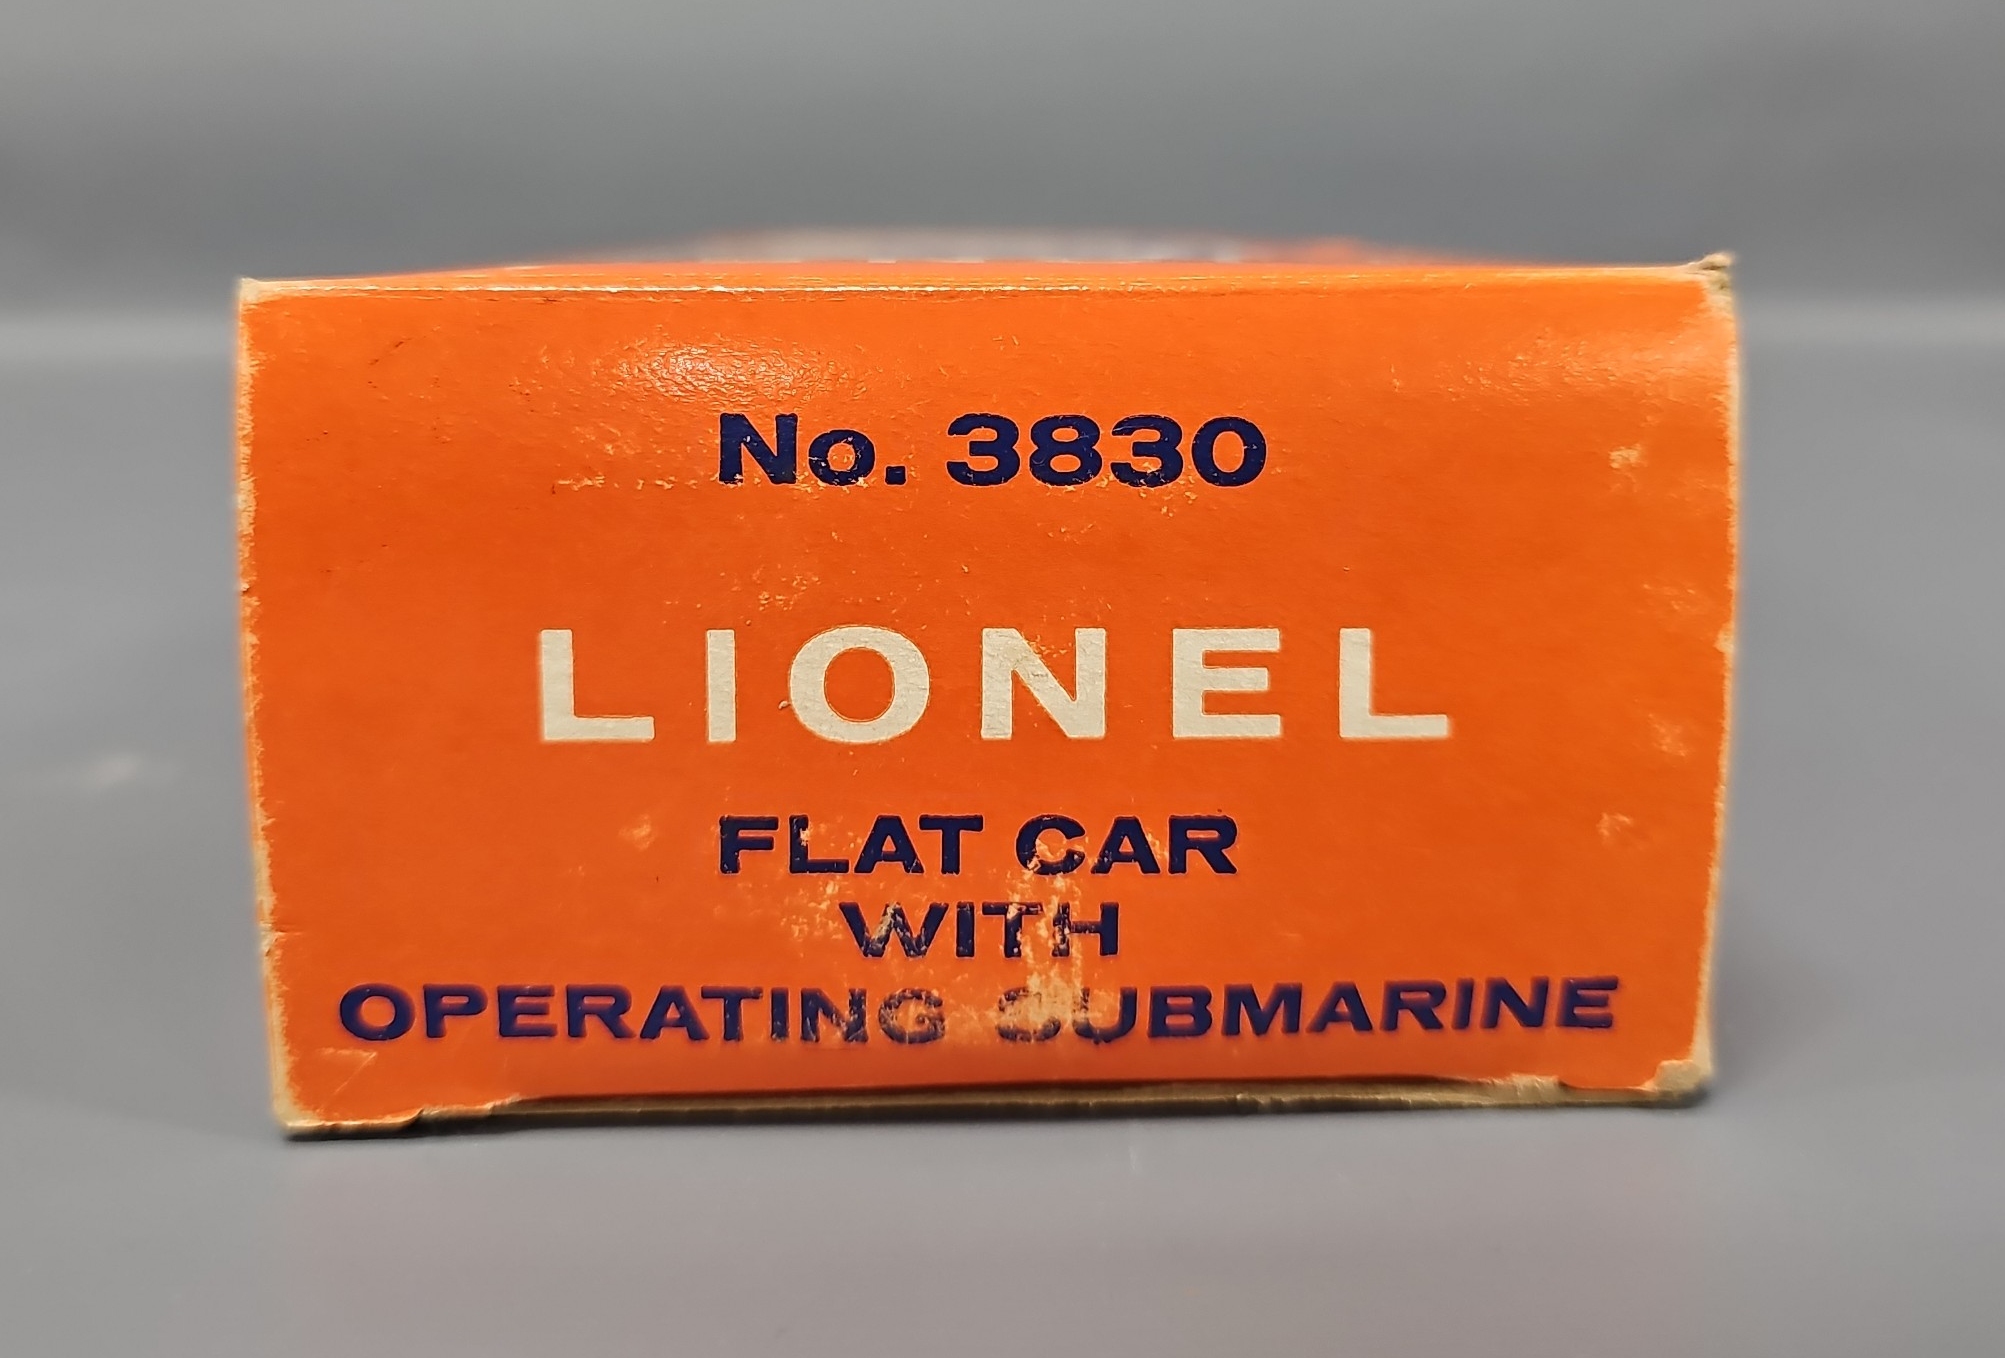 No. 3830
LIONEL
FLAT CAR
WITH
OPERATING SUBMARINE